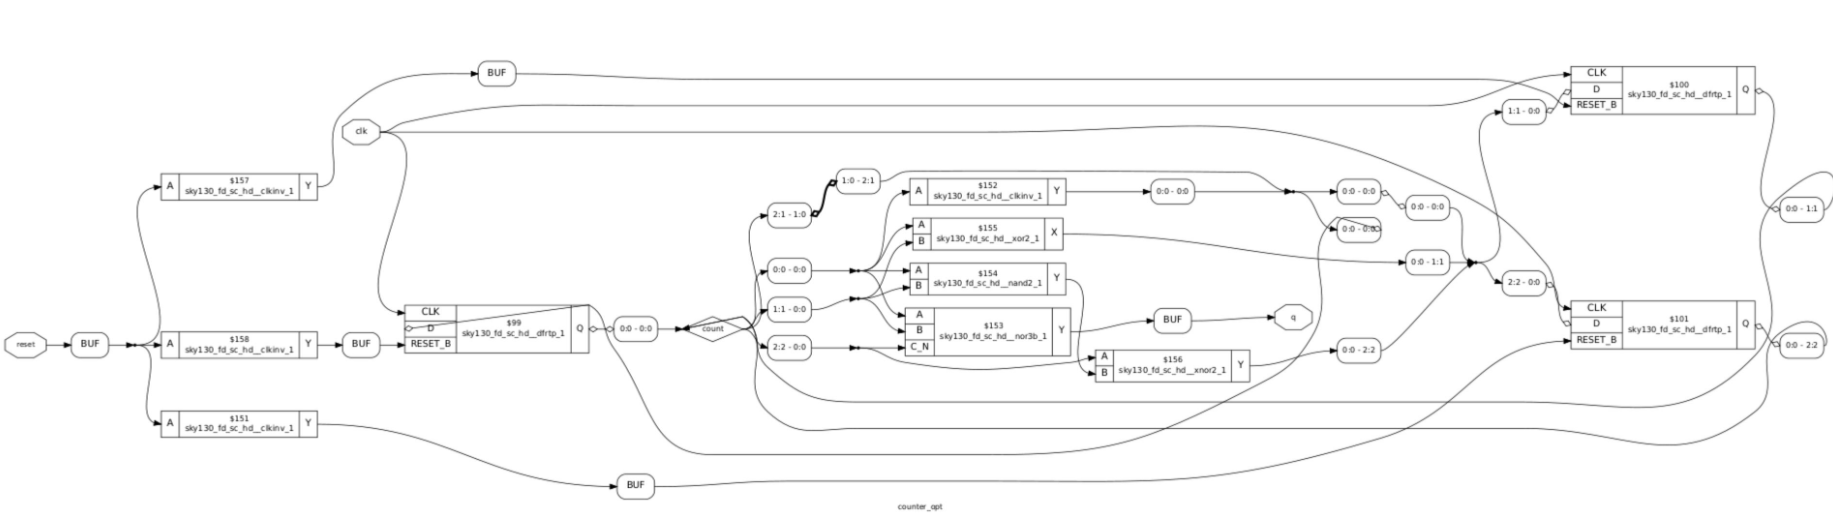 BUF
CLK
$100
D
sky130_fd_sc_hd__dfrtp_1
Q
RESET_B
1:1 - 0:0
clk
$157
A
sky130_fd_sc_hd__clkinv_1
Y
1:0 - 2:1
$152
A
sky130_fd_sc_hd__clkinv_1
Y
0:0 - 0:0
0:0 - 0:0
0:0 - 0:0
0:0 - 1:1
2:1 - 1:0
A
B
$155
sky130_fd_sc_hd__xor2_1
X
0:0 - 0:0
0:0 - 0:0
A
B
$154
sky130_fd_sc_hd__nand2_1
Y
0:0 - 1:1
2:2 - 0:0
1:1 - 0:0
CLK
D
RESET_B
$99
sky130_fd_sc_hd__dfrtp_1
Q
0:0 - 0:0
count
A
B
C_N
$153
sky130_fd_sc_hd__nor3b_1
Y
BUF
q
CLK
D
RESET_B
$101
sky130_fd_sc_hd__dfrtp_1
Q
reset
BUF
A
$158
sky130_fd_sc_hd__clkinv_1
Y
BUF
2:2 - 0:0
A
B
$156
sky130_fd_sc_hd__xnor2_1
Y
0:0 - 2:2
0:0 - 2:2
A
$151
sky130_fd_sc_hd__clkinv_1
Y
BUF
counter_opt